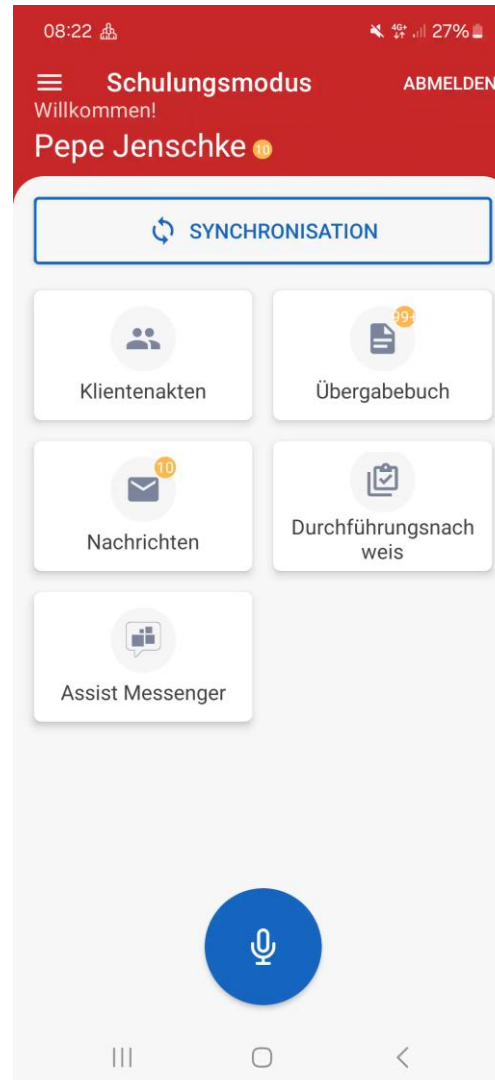 08:22 4G+ 27%
Schulungsmodus ABMELDEN
Willkommen!
Pepe Jenschke 10
SYNCHRONISATION
99+
Klientenakten Übergabebuch
10
Nachrichten Durchführungsnach
weis
Assist Messenger